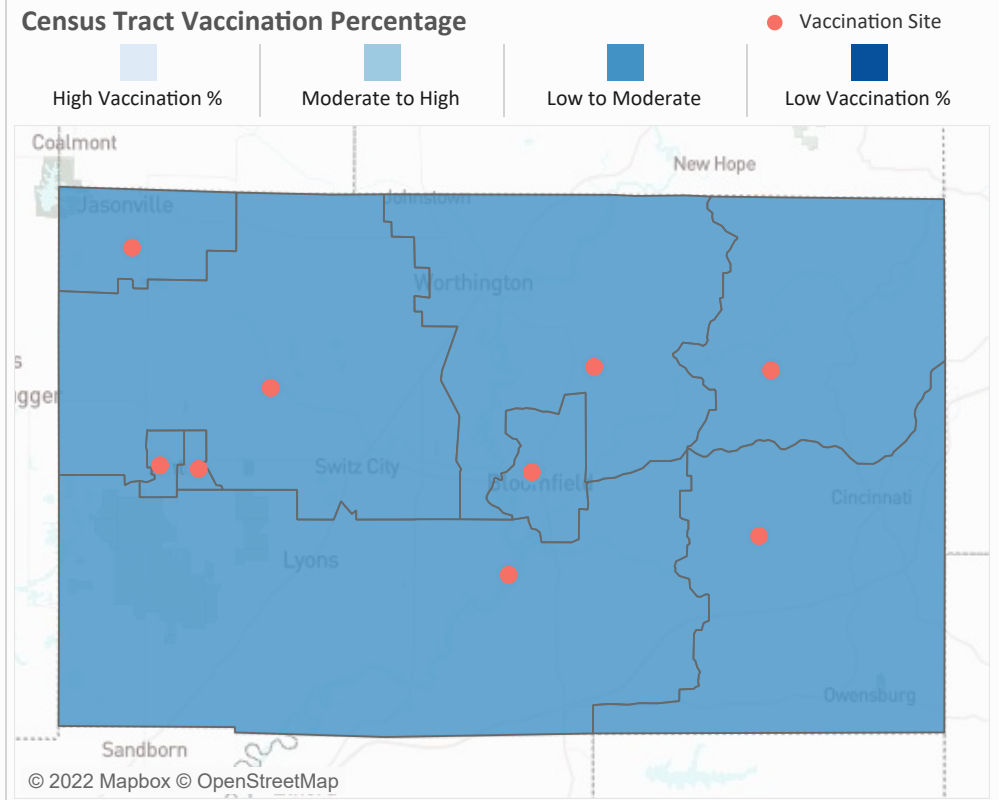 Census Tract Vaccination Percentage
Vaccination Site
High Vaccination %
Moderate to High
Low to Moderate
Low Vaccination %
Coalmont
New Hope
Jasonville
Johnstown
Worthington
Switz City
Bloomfield
Cincinnati
Lyons
Owensburg
Sandborn
© 2022 Mapbox © OpenStreetMap